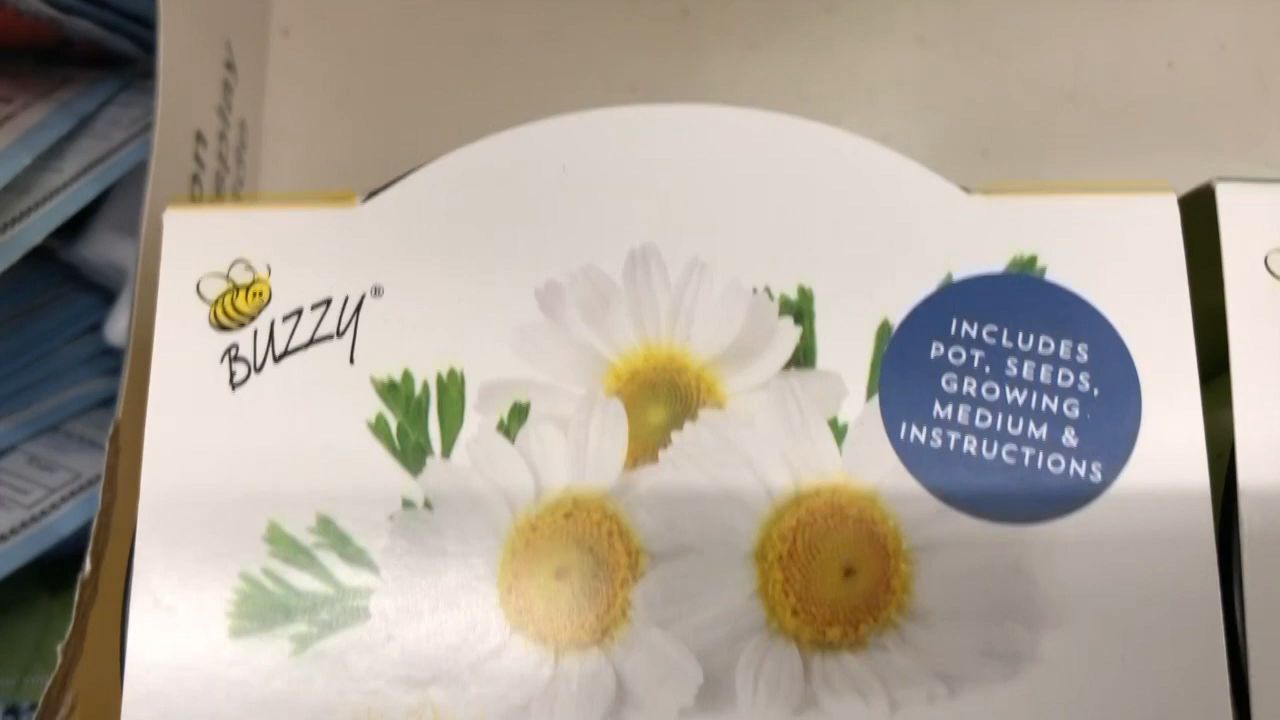 BUZZY®
INCLUDES
POT, SEEDS,
GROWING
MEDIUM &
INSTRUCTIONS